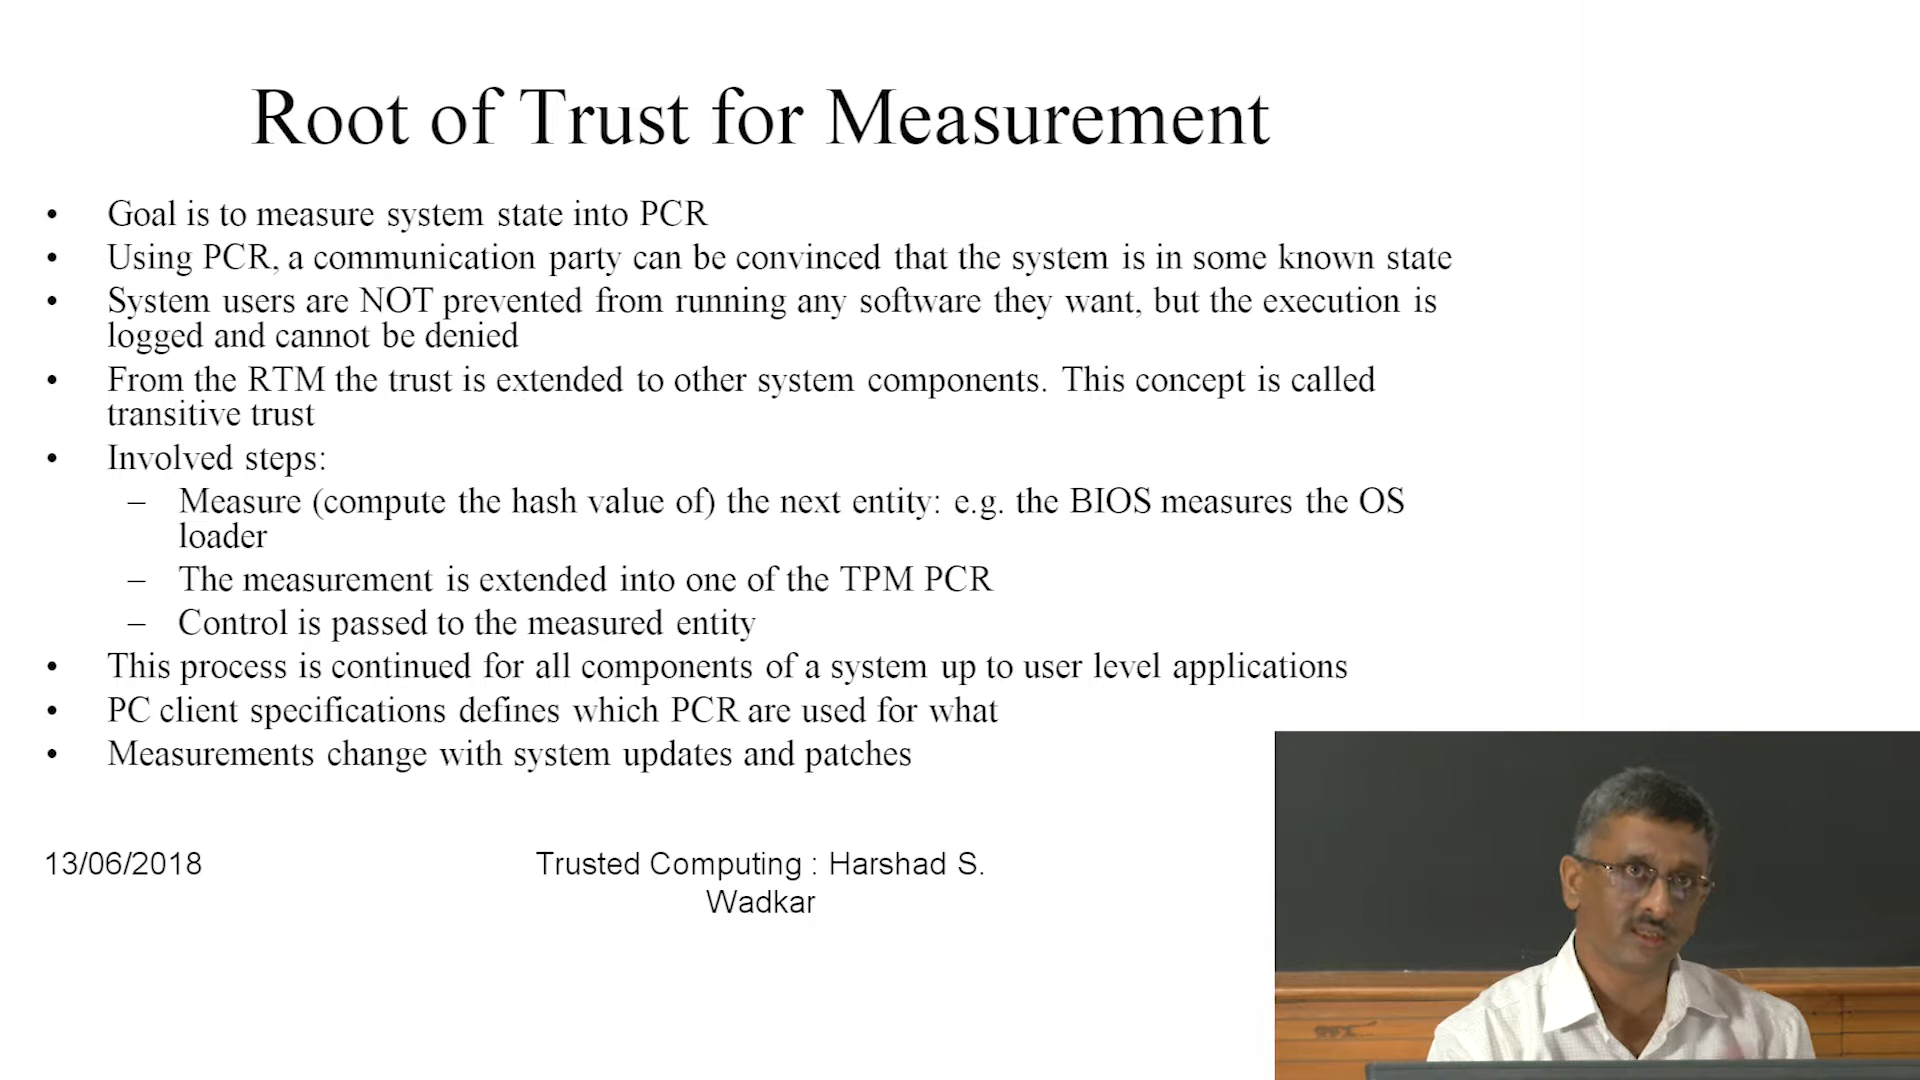 Root of Trust for Measurement
• Goal is to measure system state into PCR
• Using PCR, a communication party can be convinced that the system is in some known state
• System users are NOT prevented from running any software they want, but the execution is
logged and cannot be denied
• From the RTM the trust is extended to other system components. This concept is called
transitive trust
• Involved steps:
– Measure (compute the hash value of) the next entity: e.g. the BIOS measures the OS
loader
– The measurement is extended into one of the TPM PCR
– Control is passed to the measured entity
• This process is continued for all components of a system up to user level applications
• PC client specifications defines which PCR are used for what
• Measurements change with system updates and patches
13/06/2018
Trusted Computing : Harshad S.
Wadkar